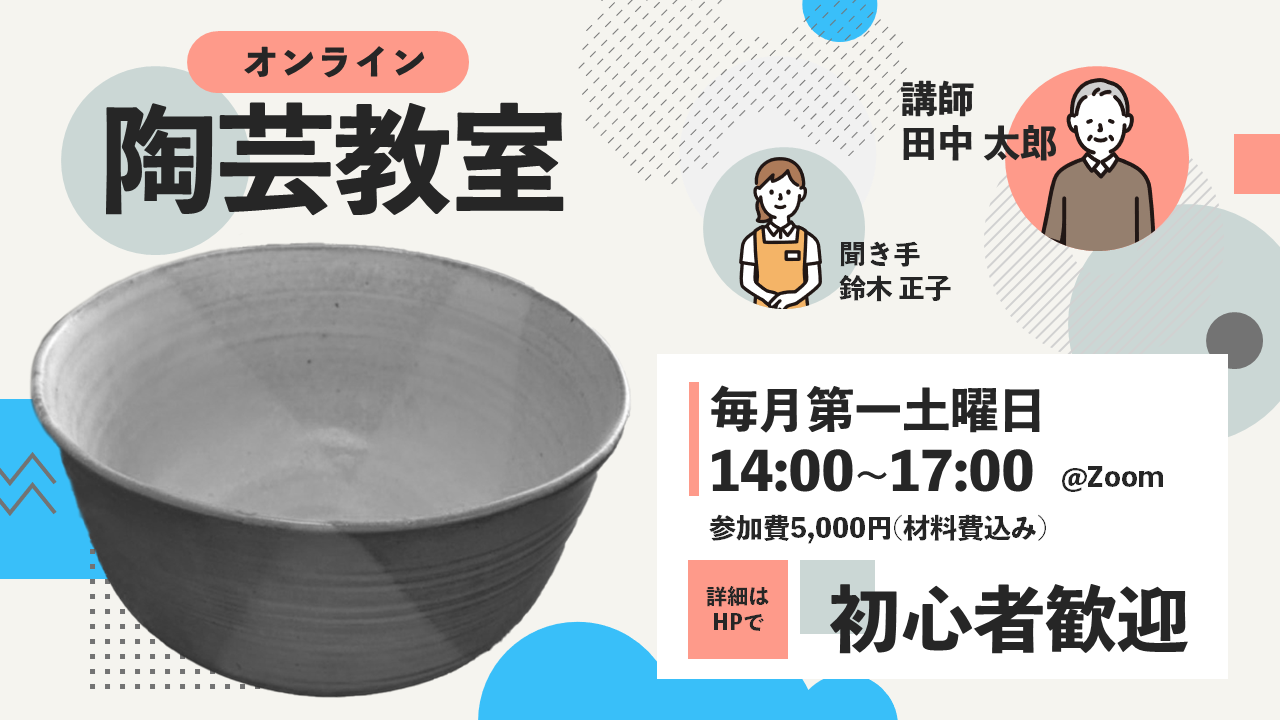 オンライン
陶芸教室
講師
田中 太郎
聞き手
鈴木 正子
毎月第一土曜日
14:00〜17:00 @Zoom
参加費5,000円(材料費込み)
詳細は
HPで
初心者歓迎